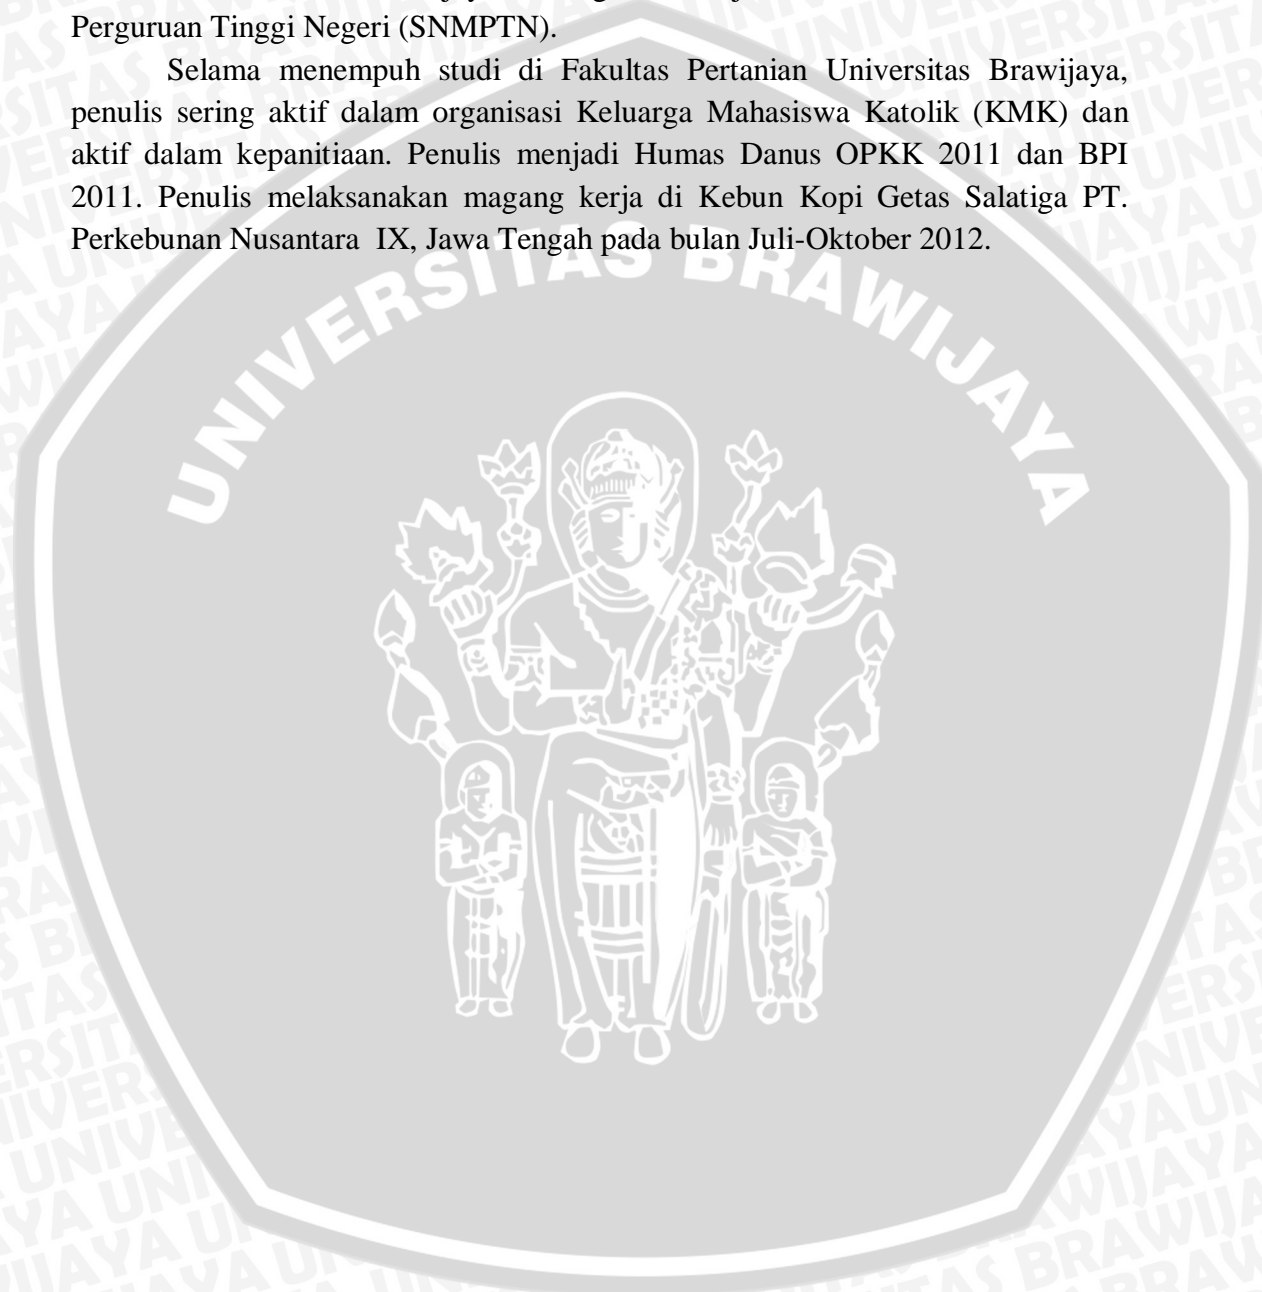 Perguruan Tinggi Negeri (SNMPTN).
Selama menempuh studi di Fakultas Pertanian Universitas Brawijaya,
penulis sering aktif dalam organisasi Keluarga Mahasiswa Katolik (KMK) dan
aktif dalam kepanitiaan. Penulis menjadi Humas Danus OPKK 2011 dan BPI
2011. Penulis melaksanakan magang kerja di Kebun Kopi Getas Salatiga PT.
Perkebunan Nusantara IX, Jawa Tengah pada bulan Juli-Oktober 2012.
UNIVERSITAS BRAWIJAYA